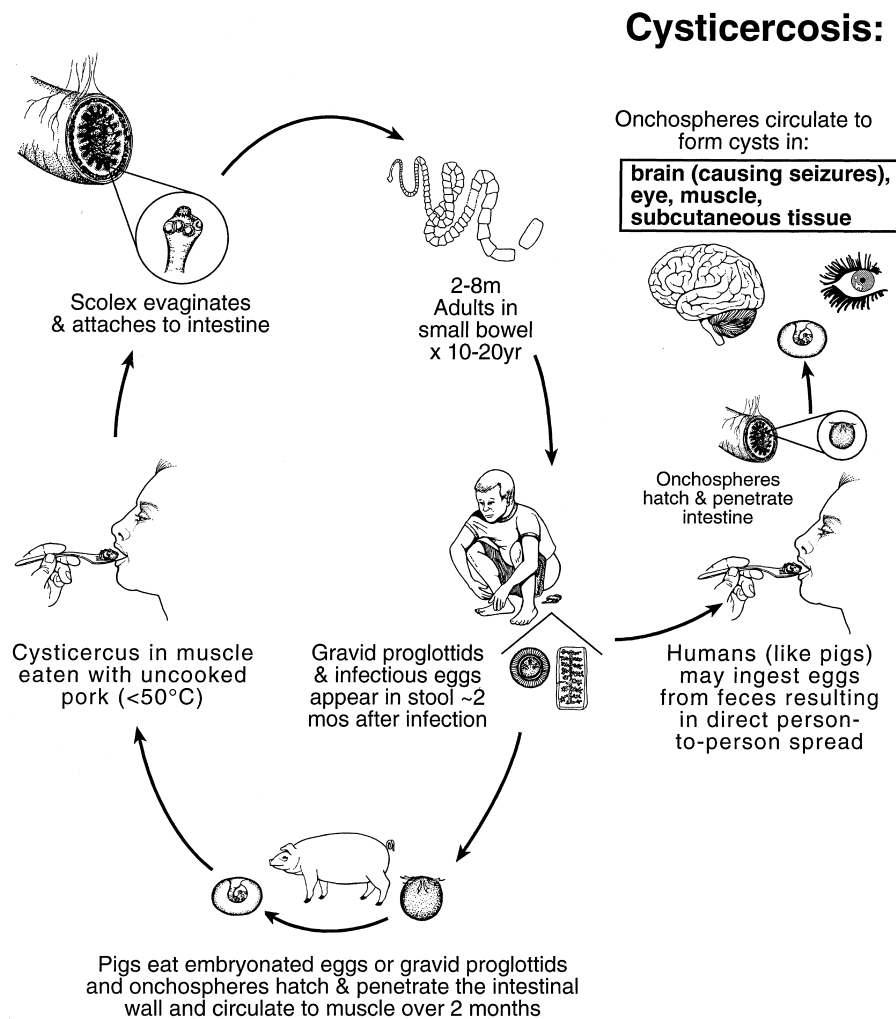 Cysticercosis:
Onchospheres circulate to
form cysts in:
brain (causing seizures),
eye, muscle,
subcutaneous tissue
Scolex evaginates
& attaches to intestine
2-8m
Adults in
small bowel
x 10-20yr
Onchospheres
hatch & penetrate
intestine
Cysticercus in muscle
eaten with uncooked
pork (<50°C)
Gravid proglottids
& infectious eggs
appear in stool ~2
mos after infection
Humans (like pigs)
may ingest eggs
from feces resulting
in direct person-
to-person spread
Pigs eat embryonated eggs or gravid proglottids
and onchospheres hatch & penetrate the intestinal
wall and circulate to muscle over 2 months